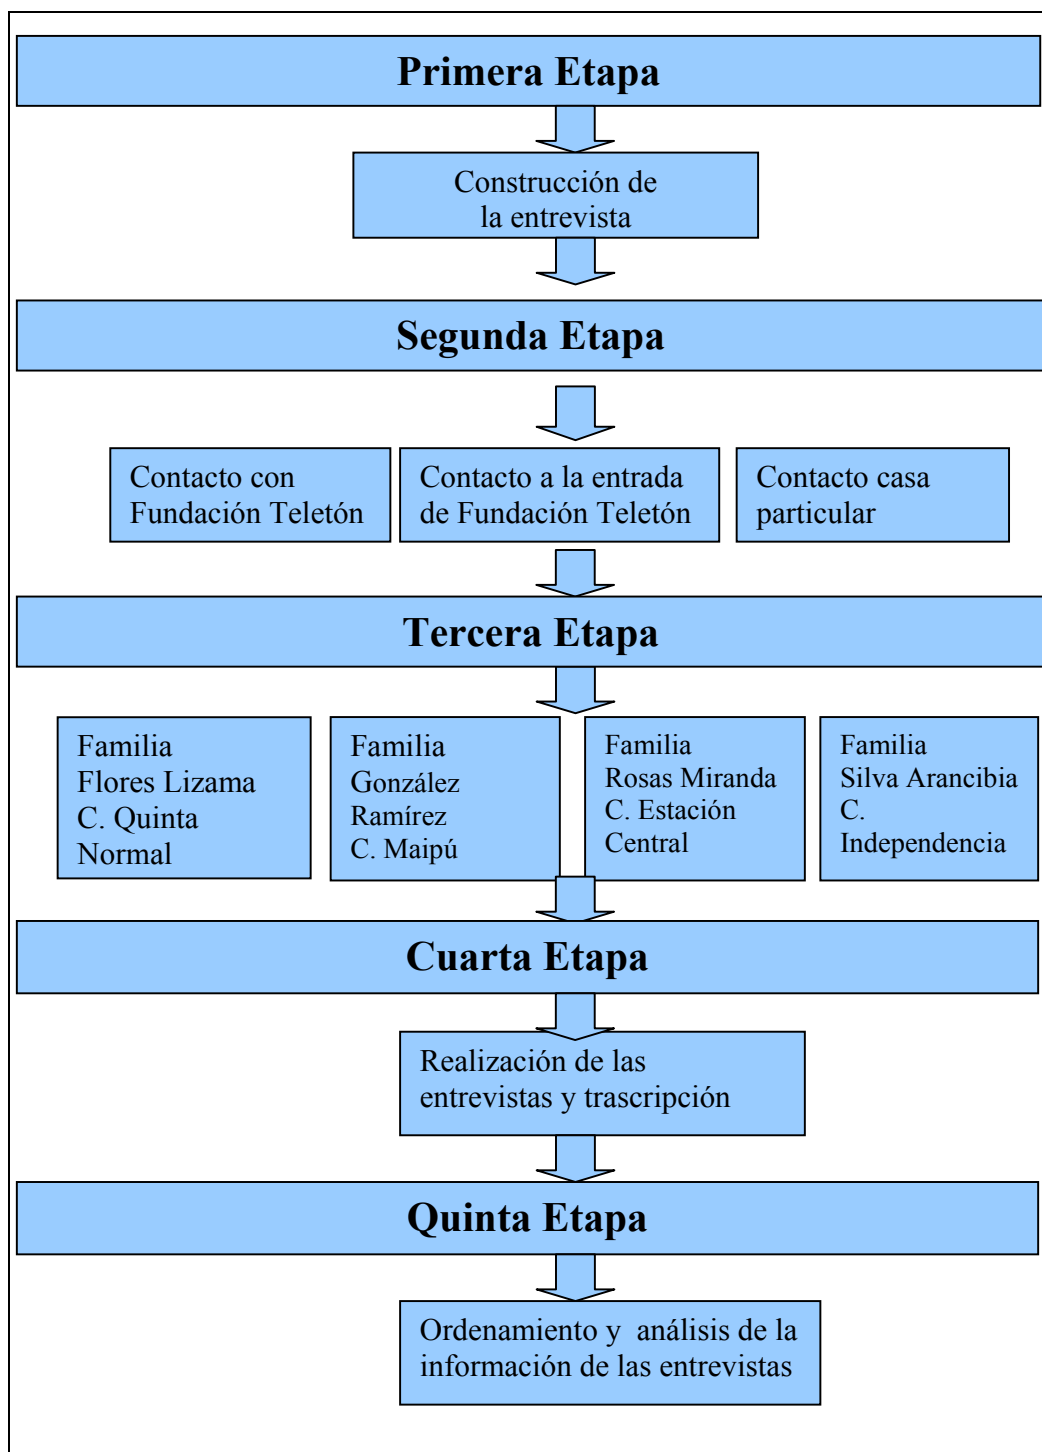 Primera Etapa
Construcción de
la entrevista
Segunda Etapa
Contacto con
Fundación Teletón
Contacto a la entrada
de Fundación Teletón
Contacto casa
particular
Tercera Etapa
Familia
Flores Lizama
C. Quinta
Normal
Familia
González
Ramírez
C. Maipú
Familia
Rosas Miranda
C. Estación
Central
Familia
Silva Arancibia
C.
Independencia
Cuarta Etapa
Realización de las
entrevistas y trascripción
Quinta Etapa
Ordenamiento y análisis de la
información de las entrevistas